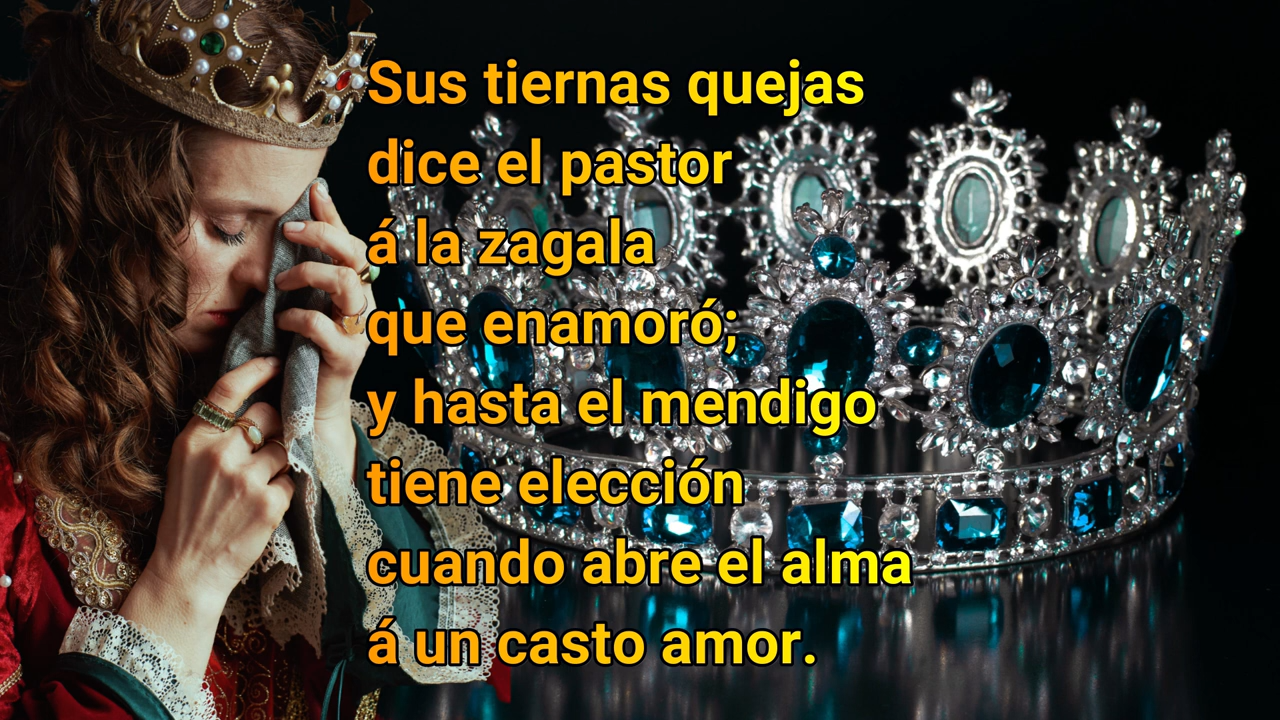 Sus tiernas quejas
dice el pastor
á la zagala
que enamoró;
y hasta el mendigo
tiene elección
cuando abre el alma
á un casto amor.